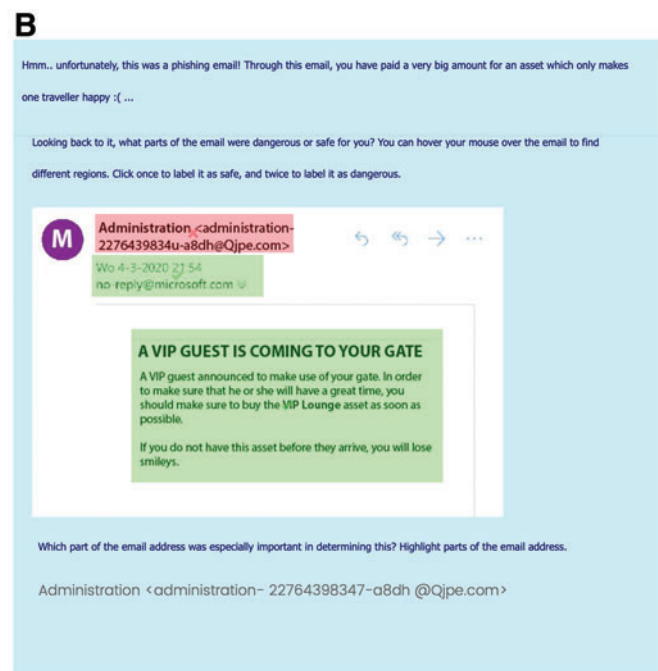 B
Hmm.. unfortunately, this was a phishing email! Through this email, you have paid a very big amount for an asset which only makes
one traveller happy :( ...
Looking back to it, what parts of the email were dangerous or safe for you? You can hover your mouse over the email to find
different regions. Click once to label it as safe, and twice to label it as dangerous.
M
Administration <administration-
2276439834u-a8dh@Qjpe.com>
Wo 4-3-2020 21:54
no-reply@microsoft.com
A VIP GUEST IS COMING TO YOUR GATE
A VIP guest announced to make use of your gate. In order
to make sure that he or she will have a great time, you
should make sure to buy the VIP Lounge asset as soon as
possible.
If you do not have this asset before they arrive, you will lose
smileys.
Which part of the email address was especially important in determining this? Highlight parts of the email address.
Administration <administration- 22764398347-a8dh @Qjpe.com>